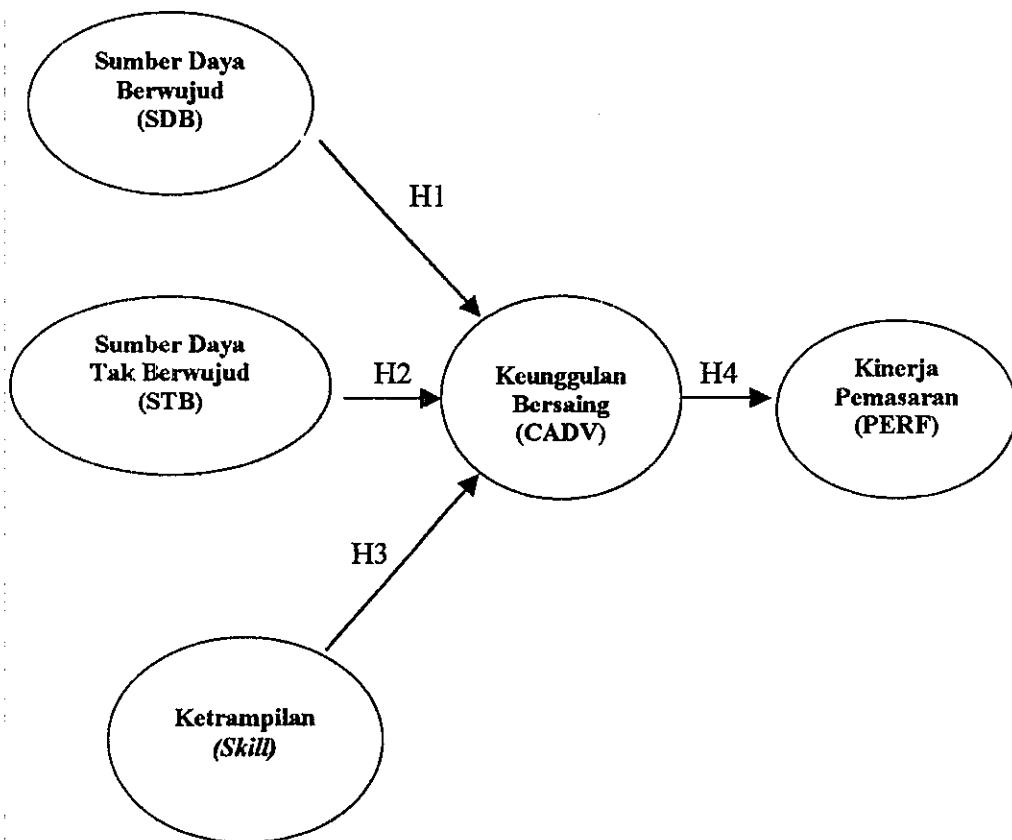 Sumber Daya
Berwujud
(SDB)
H1
Sumber Daya
Tak Berwujud
(STB)
H2
Keunggulan
Bersaing
(CADV)
H4
Kinerja
Pemasaran
(PERF)
H3
Ketrampilan
(Skill)